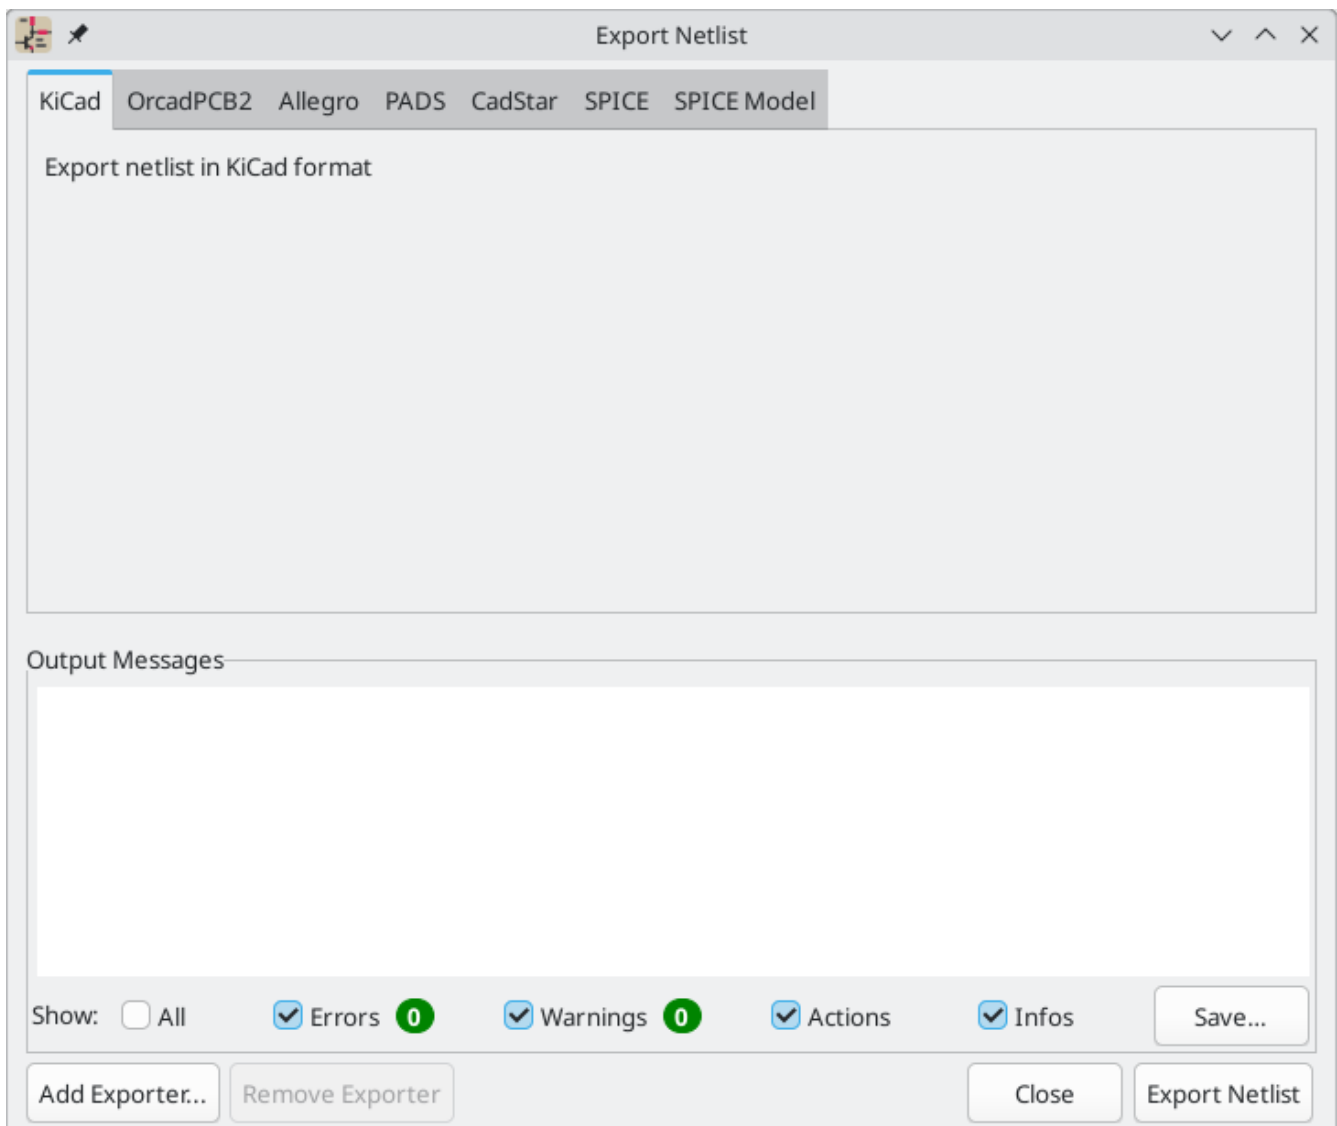 Export Netlist
KiCad OrcadPCB2 Allegro PADS CadStar SPICE SPICE Model
Export netlist in KiCad format
Output Messages
Show: All Errors 0 Warnings 0 Actions Infos Save...
Add Exporter... Remove Exporter Close Export Netlist